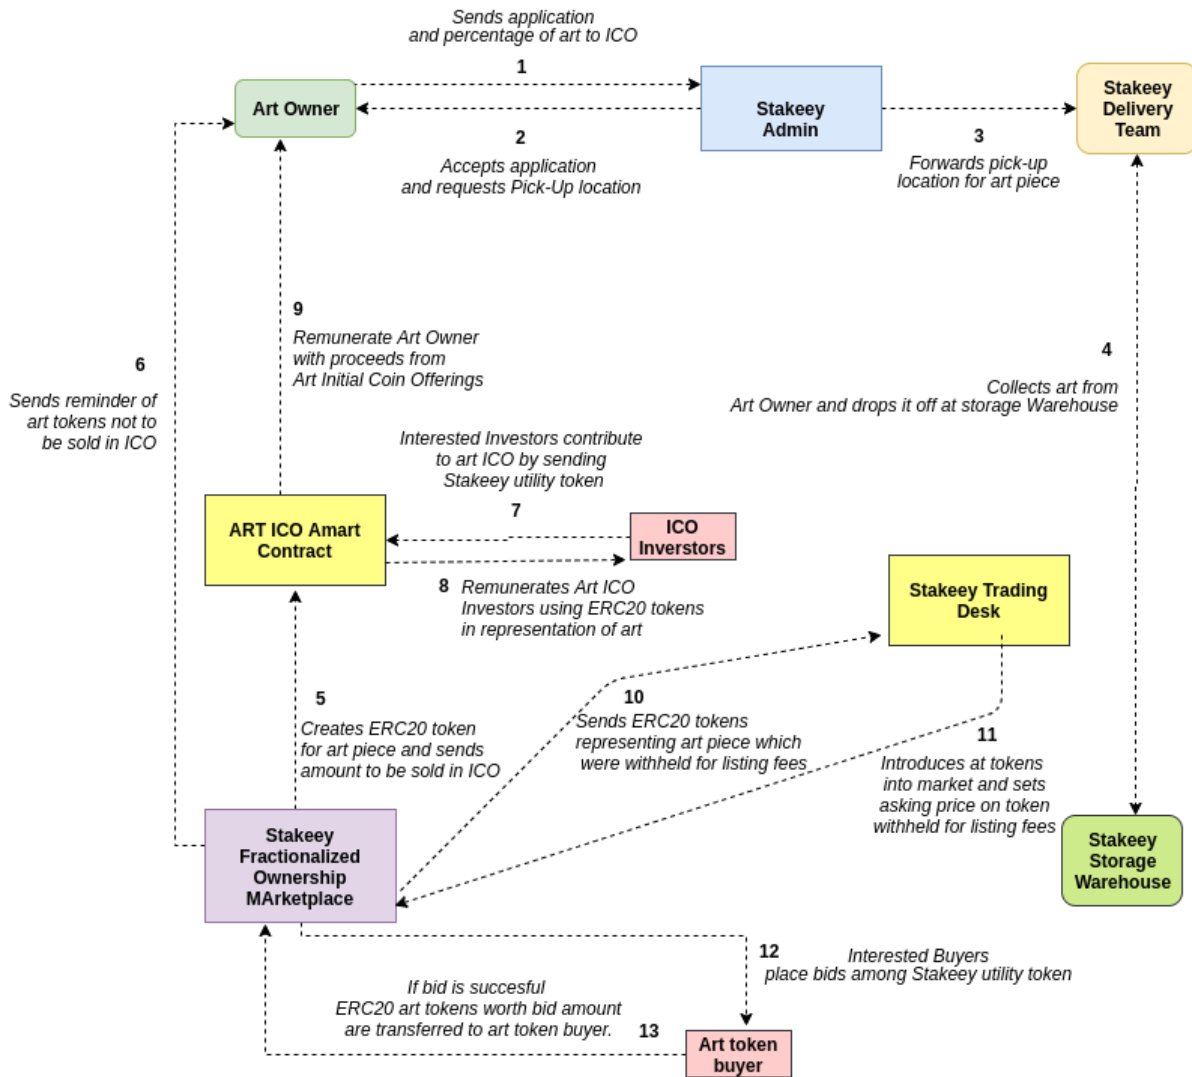 Sends application
and percentage of art to ICO
1
Art Owner
Stakeey
Admin
Stakeey
Delivery
Team
2
Accepts application
and requests Pick-Up location
3
Forwards pick-up
location for art piece
9
Remunerate Art Owner
with proceeds from
Art Initial Coin Offerings
6
Sends reminder of
art tokens not to
be sold in ICO
4
Collects art from
Art Owner and drops it off at storage Warehouse
Interested Investors contribute
to art ICO by sending
Stakeey utility token
7
ART ICO Amart
Contract
ICO
Inverstors
8
Remunerates Art ICO
Investors using ERC20 tokens
in representation of art
Stakeey Trading
Desk
5
Creates ERC20 token
for art piece and sends
amount to be sold in ICO
10
Sends ERC20 tokens
representing art piece which
were withheld for listing fees
11
Introduces at tokens
into market and sets
asking price on token
withheld for listing fees
Stakeey
Fractionalized
Ownership
MArketplace
Stakeey
Storage
Warehouse
12
Interested Buyers
place bids among Stakeey utility token
If bid is succesful
ERC20 art tokens worth bid amount
are transferred to art token buyer.
13
Art token
buyer